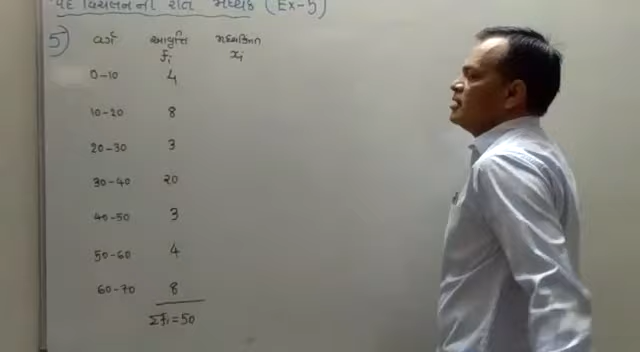 પદ વિચલનની રીત મધ્યક (Ex-5)
5) વર્ગ આવૃત્તિ fi મધ્યકિંમત xi
0-10 4
10-20 8
20-30 3
30-40 20
40-50 3
50-60 4
60-70 8
Σfi=50